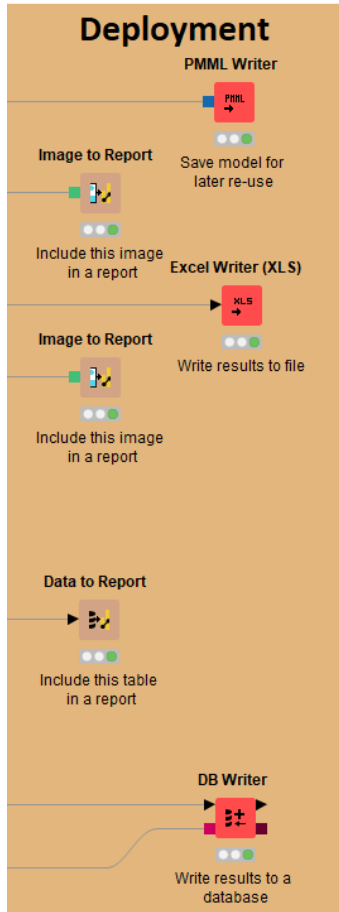 Deployment
PMML Writer
PMML
Save model for
later re-use
Image to Report
Include this image
in a report
Excel Writer (XLS)
XLS
Write results to file
Image to Report
Include this image
in a report
Data to Report
Include this table
in a report
DB Writer
Write results to a
database